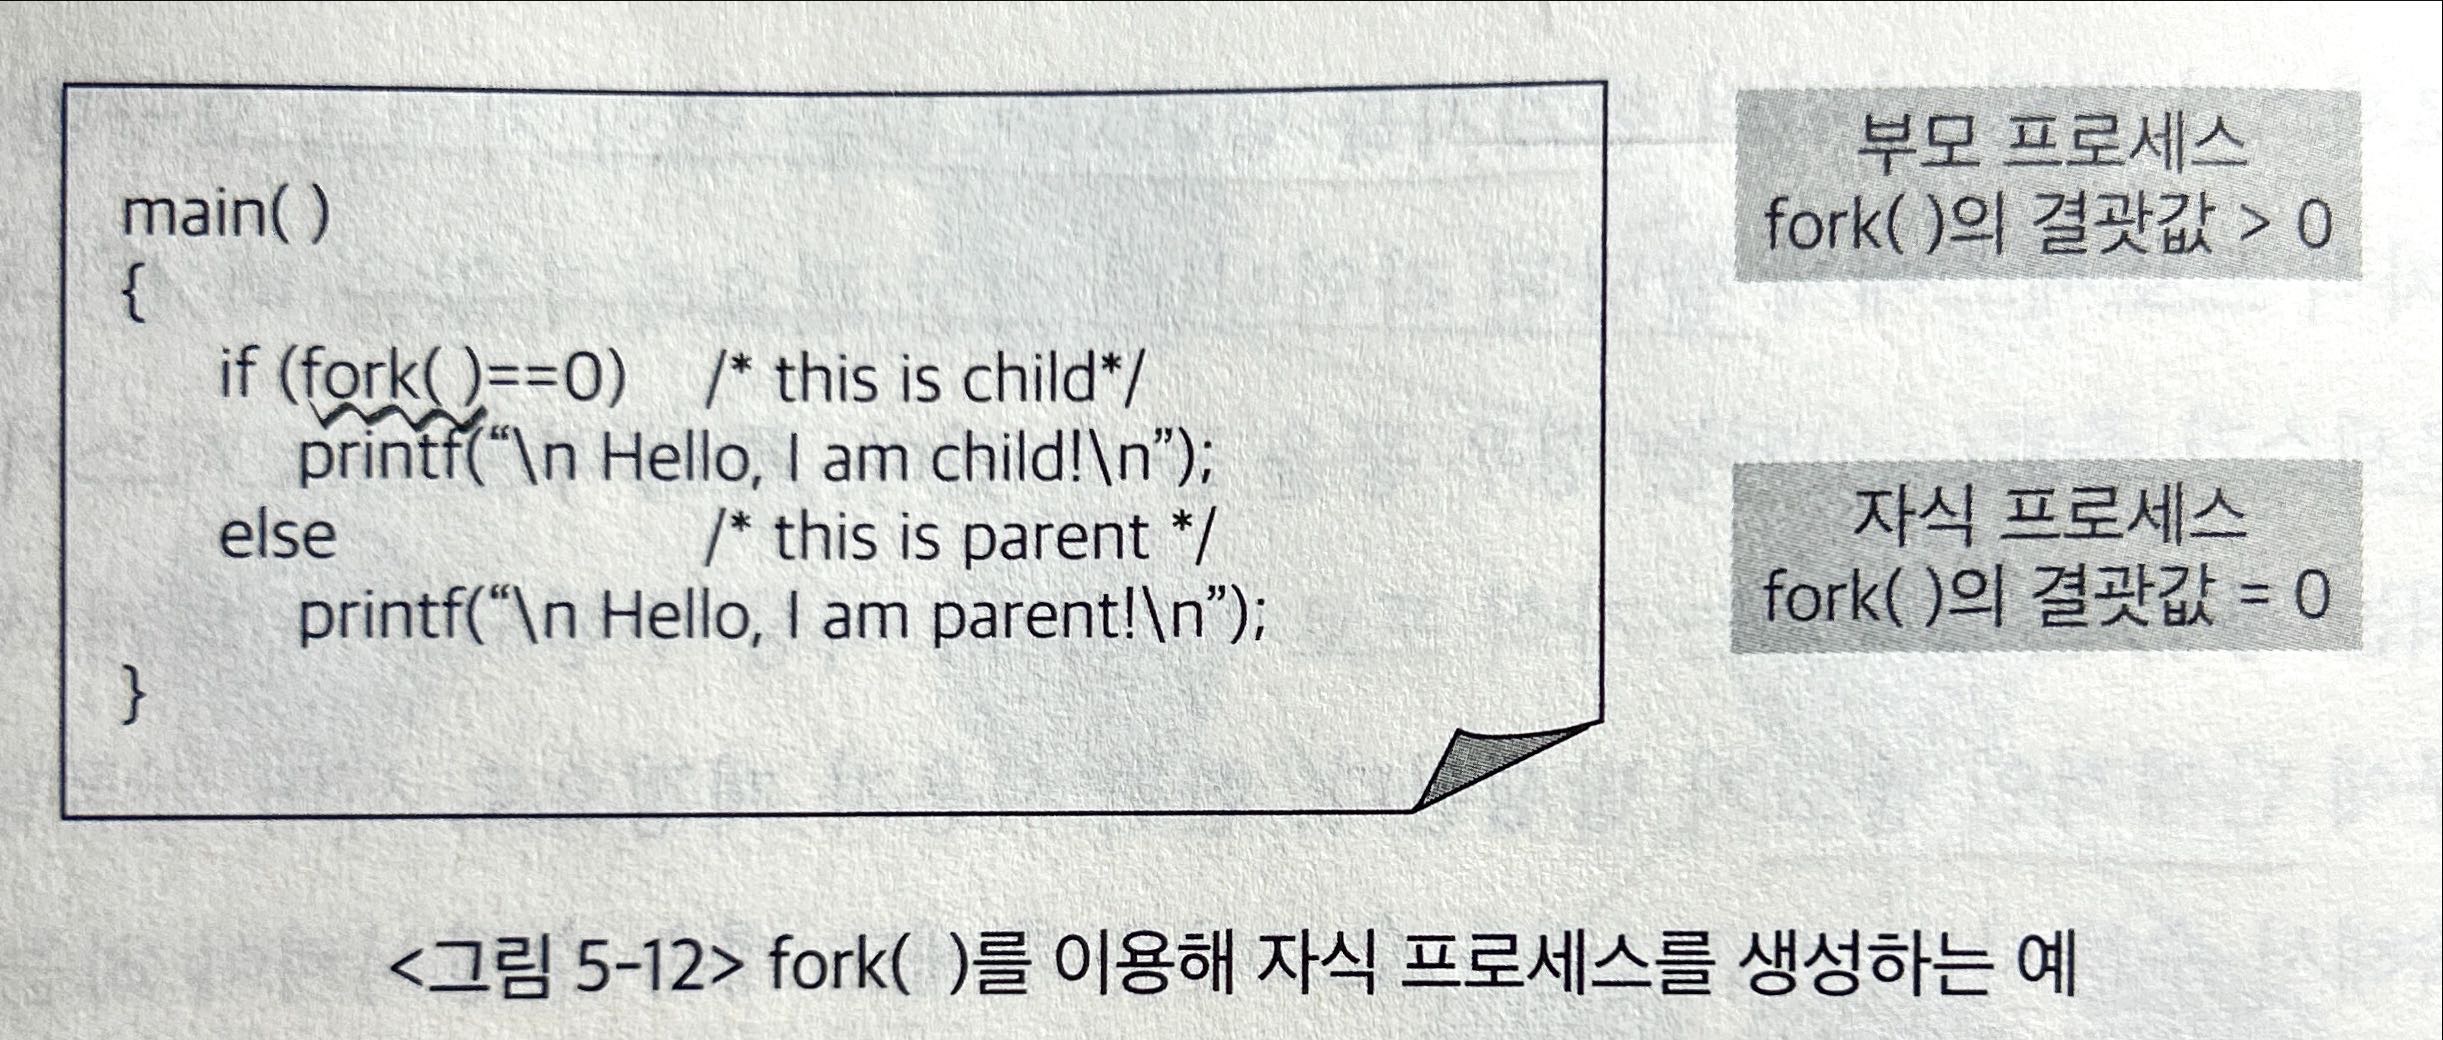 main( )
{
if (fork( )==0) /* this is child*/
printf(“\n Hello, I am child!\n”);
else /* this is parent */
printf(“\n Hello, I am parent!\n”);
}
부모 프로세스
fork( )의 결괏값 > 0
자식 프로세스
fork( )의 결괏값 = 0
<그림 5-12> fork( )를 이용해 자식 프로세스를 생성하는 예